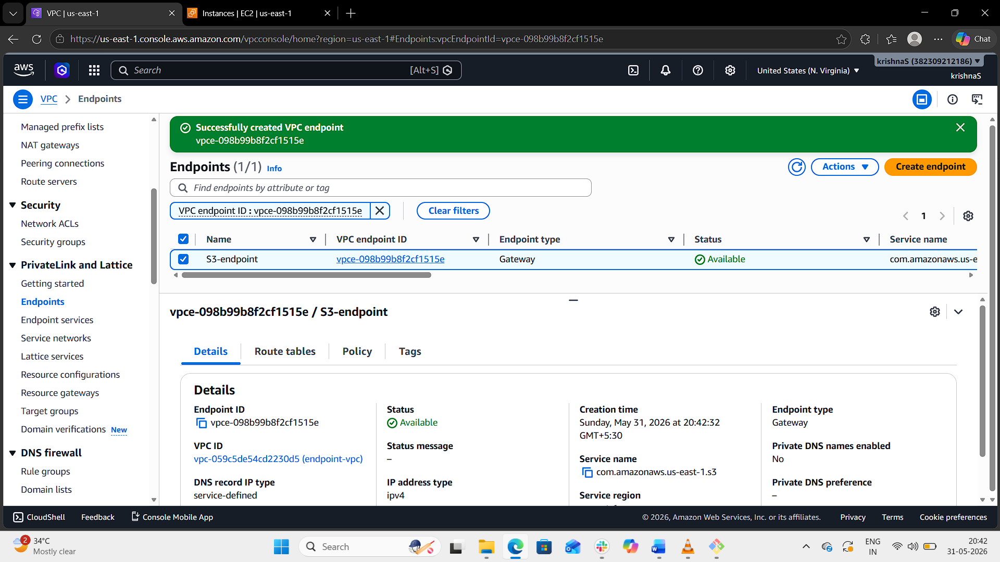 VPC | us-east-1
Instances | EC2 | us-east-1
https://us-east-1.console.aws.amazon.com/vpcconsole/home?region=us-east-1#Endpoints:vpcEndpointId=vpce-098b99b8f2cf1515e
Chat
aws
Search
[Alt+S]
United States (N. Virginia)
krishnaS (382309212186)
krishnaS
VPC
Endpoints
Managed prefix lists
NAT gateways
Peering connections
Route servers
Security
Network ACLs
Security groups
PrivateLink and Lattice
Getting started
Endpoints
Endpoint services
Service networks
Lattice services
Resource configurations
Resource gateways
Target groups
Domain verifications New
DNS firewall
Rule groups
Domain lists
Successfully created VPC endpoint
vpce-098b99b8f2cf1515e
Endpoints (1/1) Info
Actions
Create endpoint
Find endpoints by attribute or tag
VPC endpoint ID : vpce-098b99b8f2cf1515e
Clear filters
1
Name VPC endpoint ID Endpoint type Status Service name
S3-endpoint vpce-098b99b8f2cf1515e Gateway Available com.amazonaws.us-e
vpce-098b99b8f2cf1515e / S3-endpoint
Details Route tables Policy Tags
Details
Endpoint ID
vpce-098b99b8f2cf1515e
VPC ID
vpc-059c5de54cd2230d5 (endpoint-vpc)
DNS record IP type
service-defined
Status
Available
Status message
–
IP address type
ipv4
Creation time
Sunday, May 31, 2026 at 20:42:32
GMT+5:30
Service name
com.amazonaws.us-east-1.s3
Service region
Endpoint type
Gateway
Private DNS names enabled
No
Private DNS preference
–
CloudShell
Feedback
Console Mobile App
© 2026, Amazon Web Services, Inc. or its affiliates.
Privacy
Terms
Cookie preferences
2
34°C
Mostly clear
Search
ENG
IN
20:42
31-05-2026